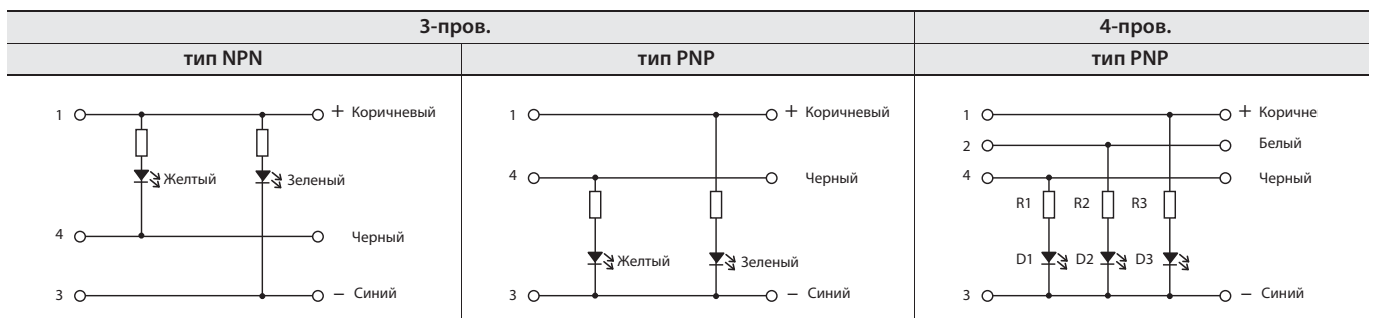 3-пров.
4-пров.
тип NPN
тип PNP
тип PNP
1
+ Коричневый
Желтый
Зеленый
4
Черный
3
– Синий
1
+ Коричневый
4
Черный
Желтый
Зеленый
3
– Синий
1
+ Коричне
2
Белый
4
Черный
R1
R2
R3
D1
D2
D3
3
– Синий